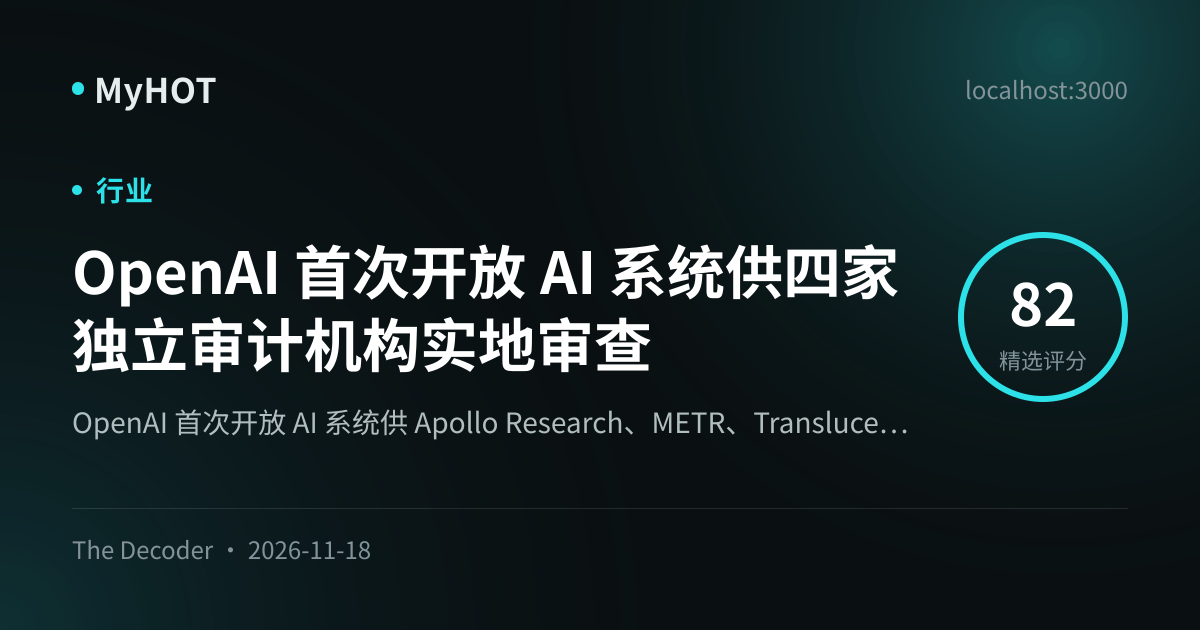 MyHOT
localhost:3000
行业
OpenAI 首次开放 AI 系统供四家
独立审计机构实地审查
82
精选评分
OpenAI 首次开放 AI 系统供 Apollo Research、METR、Transluce…
The Decoder • 2026-11-18